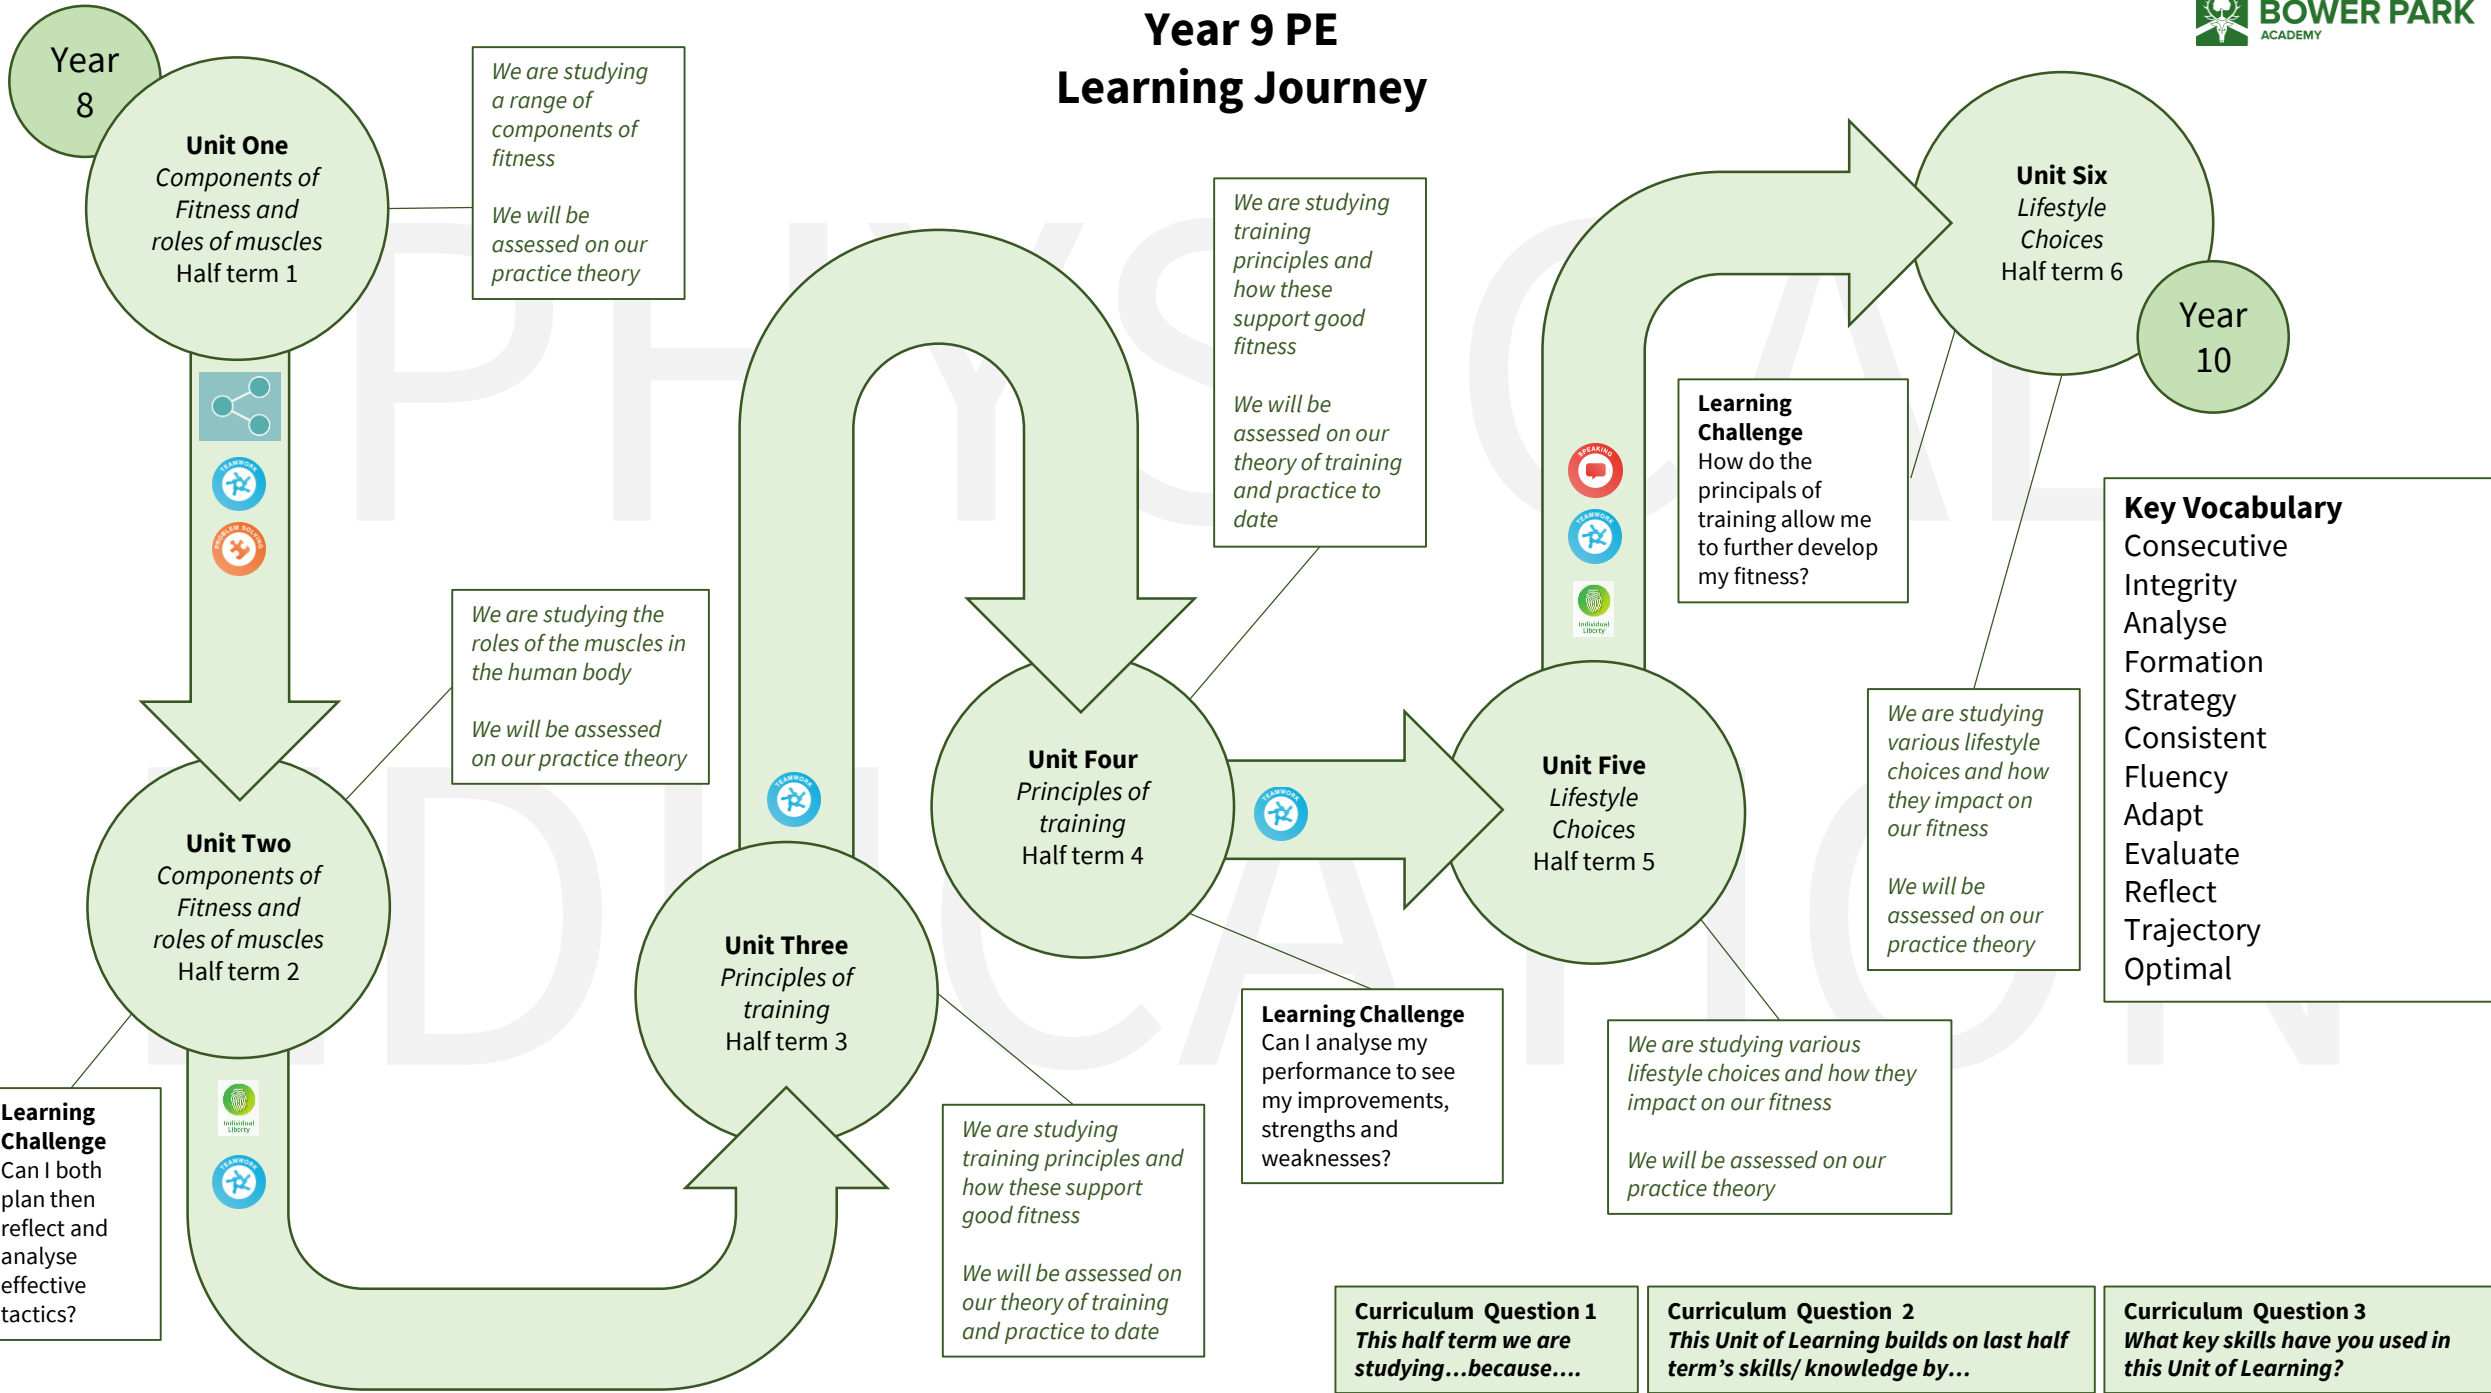 Year 9 PE
Learning Journey
BOWER PARK
ACADEMY
Year
8
Unit One
Components of
Fitness and
roles of muscles
Half term 1
We are studying
a range of
components of
fitness
We will be
assessed on our
practice theory
TEAMWORK
PROBLEM SOLVING
We are studying the
roles of the muscles in
the human body
We will be assessed
on our practice theory
Unit Two
Components of
Fitness and
roles of muscles
Half term 2
Learning
Challenge
Can I both
plan then
reflect and
analyse
effective
tactics?
Individual
Liberty
TEAMWORK
Unit Three
Principles of
training
Half term 3
We are studying
training principles and
how these support
good fitness
We will be assessed on
our theory of training
and practice to date
TEAMWORK
Unit Four
Principles of
training
Half term 4
We are studying
training
principles and
how these
support good
fitness
We will be
assessed on our
theory of training
and practice to
date
Learning Challenge
Can I analyse my
performance to see
my improvements,
strengths and
weaknesses?
TEAMWORK
Unit Five
Lifestyle
Choices
Half term 5
We are studying various
lifestyle choices and how they
impact on our fitness
We will be assessed on our
practice theory
SPEAKING
TEAMWORK
Individual
Liberty
Unit Six
Lifestyle
Choices
Half term 6
Year
10
Learning
Challenge
How do the
principals of
training allow me
to further develop
my fitness?
We are studying
various lifestyle
choices and how
they impact on
our fitness
We will be
assessed on our
practice theory
Key Vocabulary
Consecutive
Integrity
Analyse
Formation
Strategy
Consistent
Fluency
Adapt
Evaluate
Reflect
Trajectory
Optimal
Curriculum Question 1
This half term we are
studying...because....
Curriculum Question 2
This Unit of Learning builds on last half
term's skills/ knowledge by...
Curriculum Question 3
What key skills have you used in
this Unit of Learning?
PHYSICAL
EDUCATION